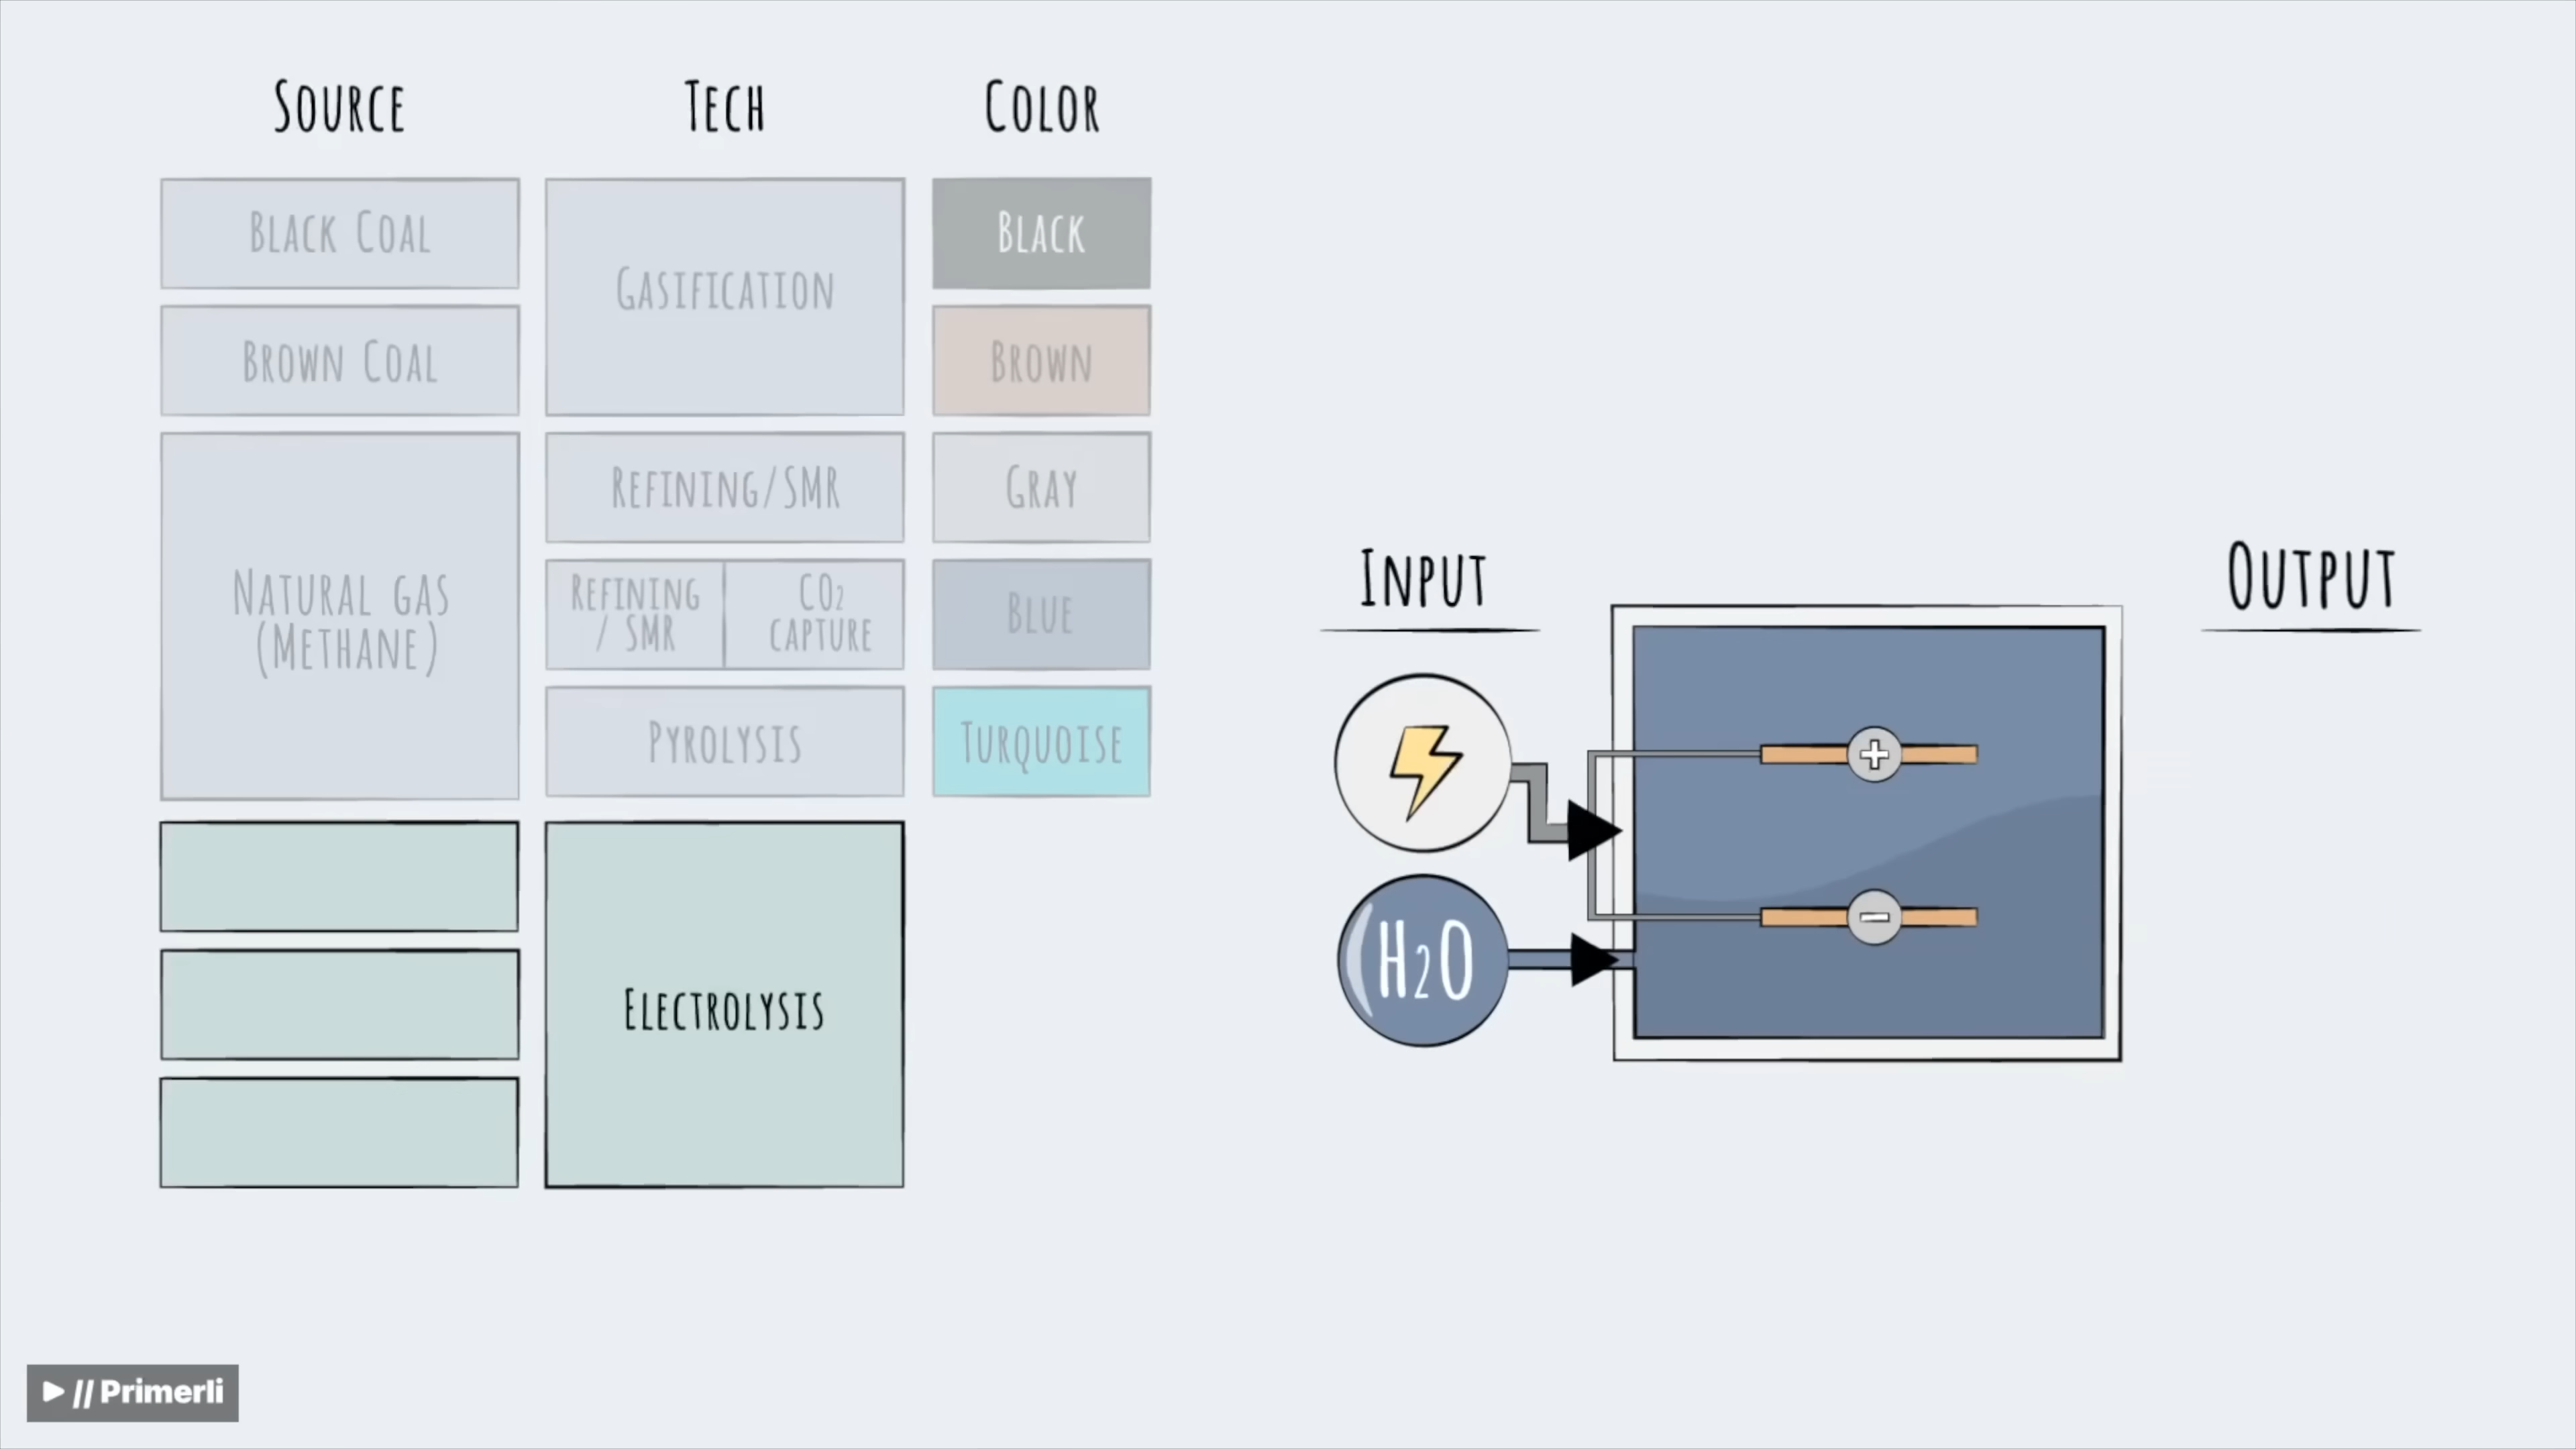 Source
Tech
Color
Black Coal
Gasification
Black
Brown Coal
Brown
Natural gas
(Methane)
Refining/SMR
Gray
Refining
/ SMR
CO2
capture
Blue
Pyrolysis
Turquoise
Electrolysis
Input
Output
+
−
H2O
// Primerli